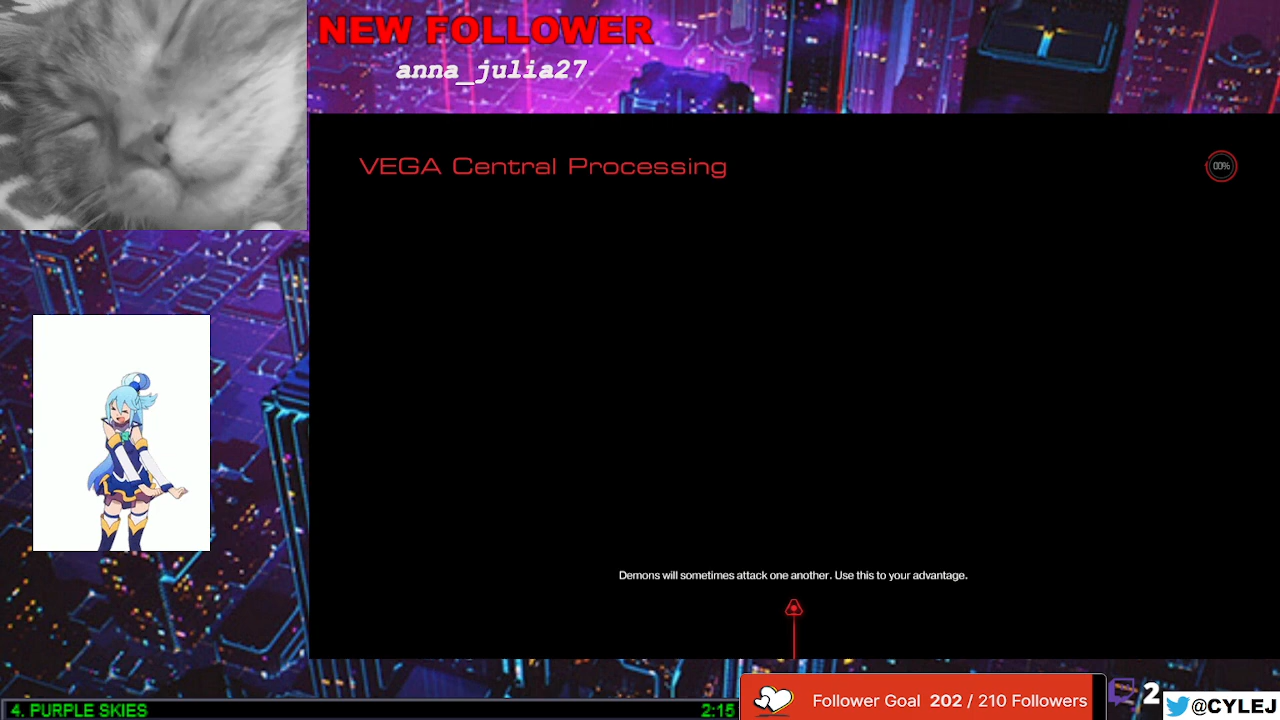 NEW FOLLOWER
anna_julia27
VEGA Central Processing
00%
Demons will sometimes attack one another. Use this to your advantage.
4. PURPLE SKIES
2:15
Follower Goal 202 / 210 Followers
2
@CYLEJ